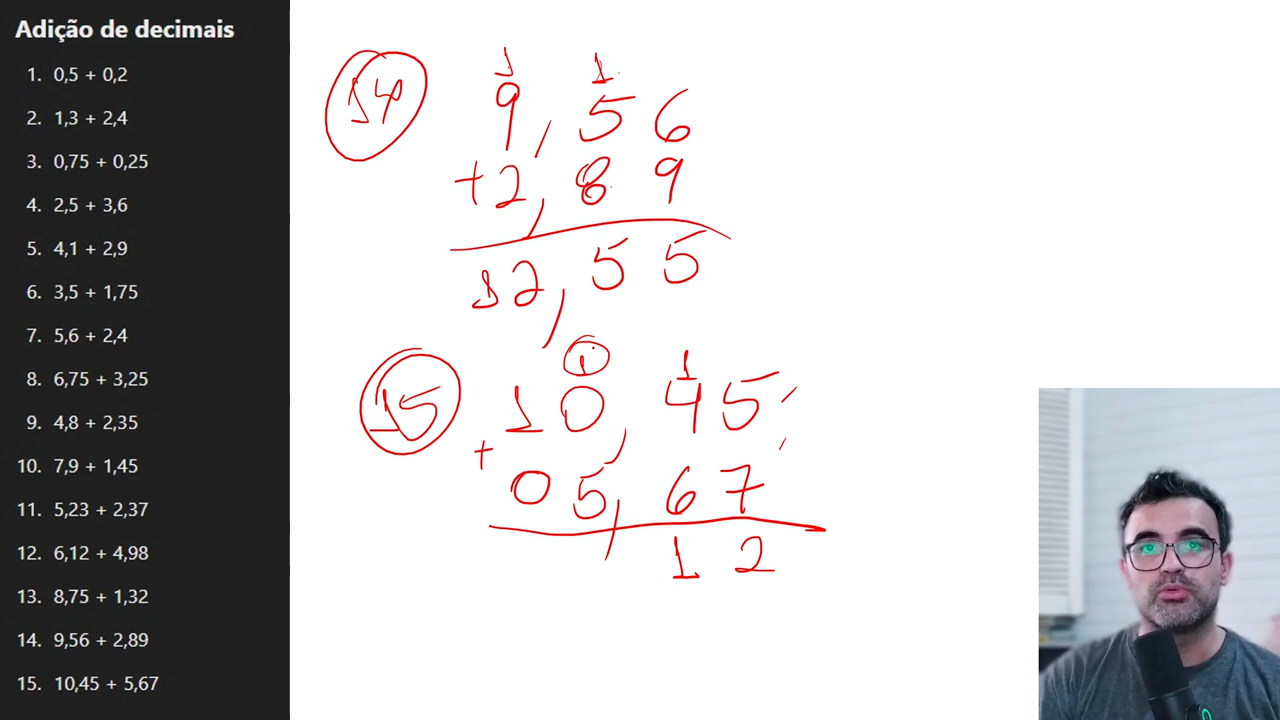 Adição de decimais
1. 0,5 + 0,2
2. 1,3 + 2,4
3. 0,75 + 0,25
4. 2,5 + 3,6
5. 4,1 + 2,9
6. 3,5 + 1,75
7. 5,6 + 2,4
8. 6,75 + 3,25
9. 4,8 + 2,35
10. 7,9 + 1,45
11. 5,23 + 2,37
12. 6,12 + 4,98
13. 8,75 + 1,32
14. 9,56 + 2,89
15. 10,45 + 5,67
14
1 1
9,56
+2,89
12,55
15
1 1
10,45
+
05,67
, 12